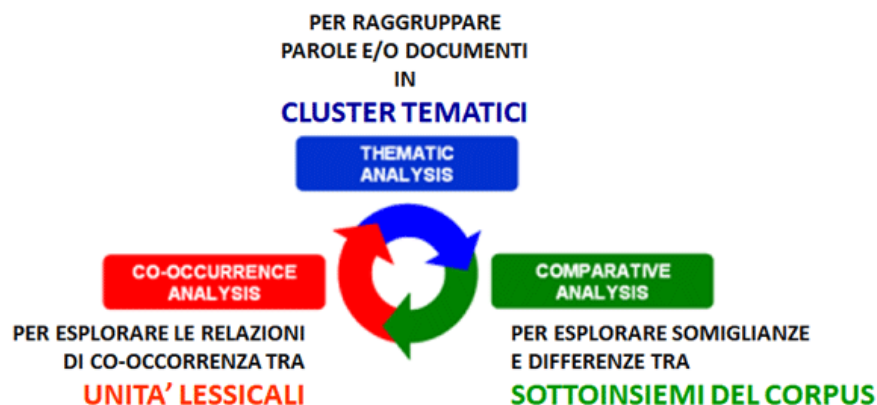 PER RAGGRUPPARE
PAROLE E/O DOCUMENTI
IN
CLUSTER TEMATICI
THEMATIC
ANALYSIS
CO-OCCURRENCE
ANALYSIS
PER ESPLORARE LE RELAZIONI
DI CO-OCCORRENZA TRA
UNITA’ LESSICALI
COMPARATIVE
ANALYSIS
PER ESPLORARE SOMIGLIANZE
E DIFFERENZE TRA
SOTTOINSIEMI DEL CORPUS